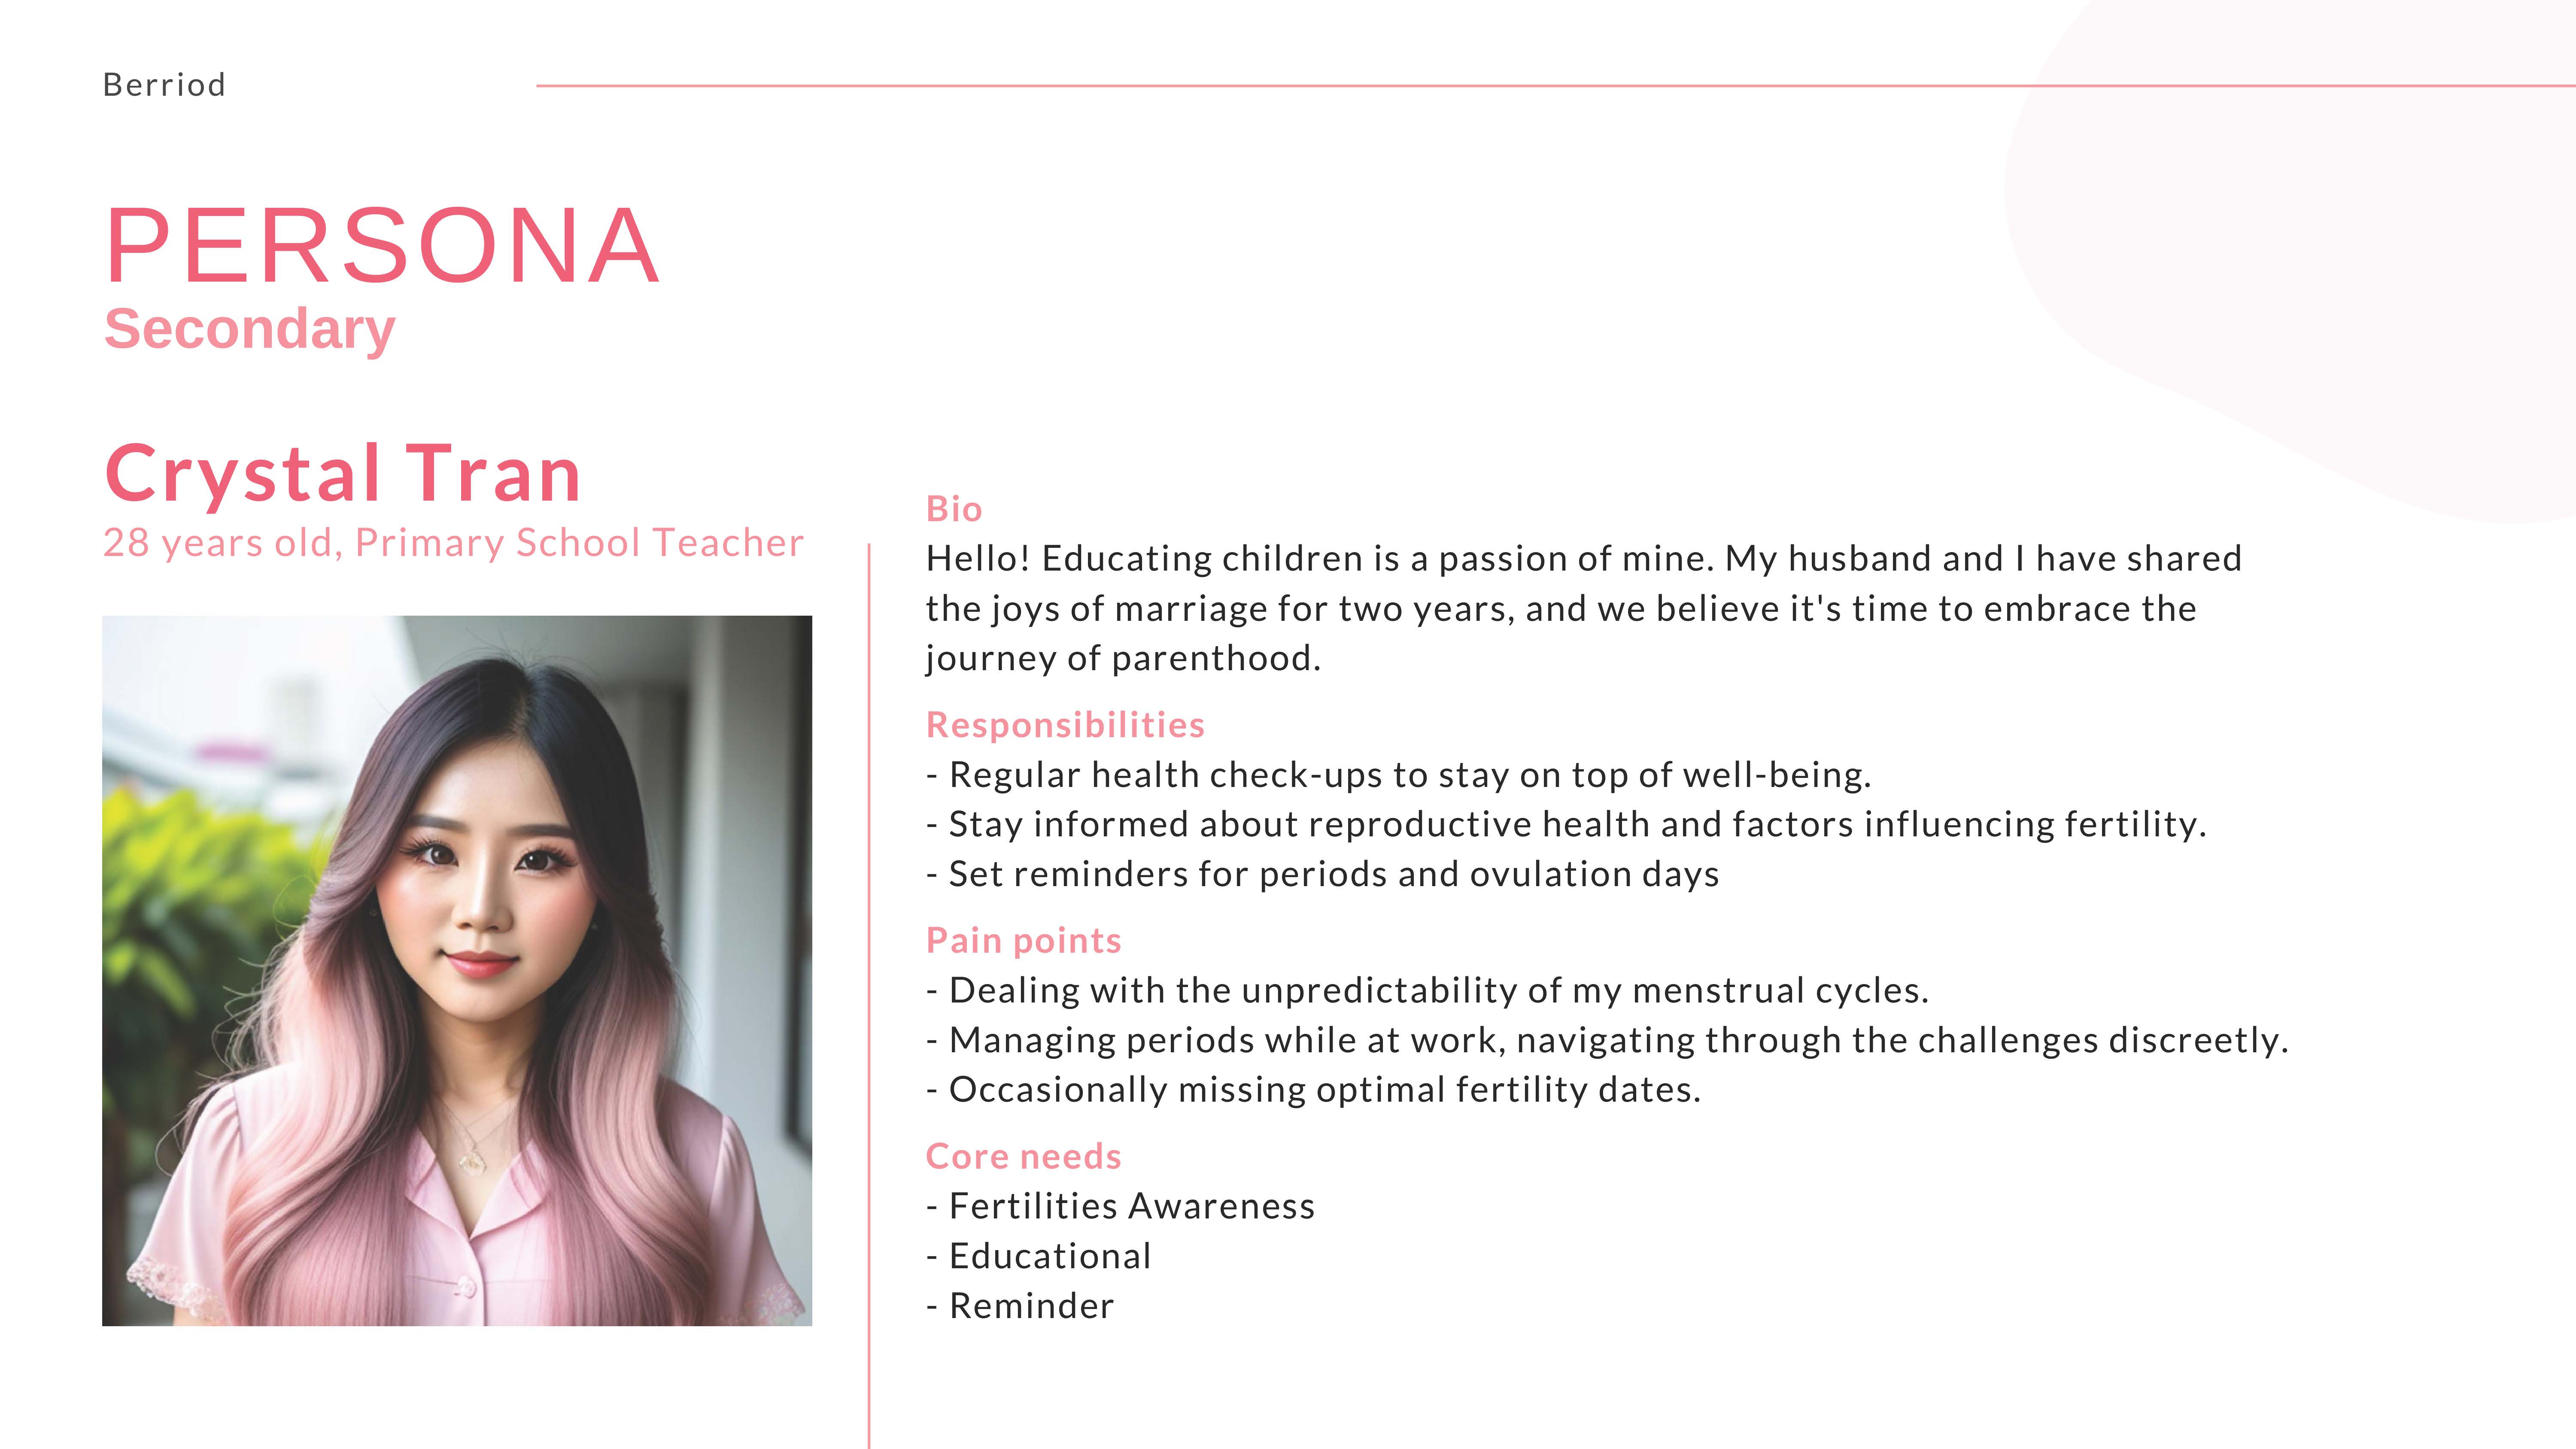 Berriod
PERSONA
Secondary
Crystal Tran
28 years old, Primary School Teacher
Bio
Hello! Educating children is a passion of mine. My husband and I have shared
the joys of marriage for two years, and we believe it's time to embrace the
journey of parenthood.
Responsibilities
- Regular health check-ups to stay on top of well-being.
- Stay informed about reproductive health and factors influencing fertility.
- Set reminders for periods and ovulation days
Pain points
- Dealing with the unpredictability of my menstrual cycles.
- Managing periods while at work, navigating through the challenges discreetly.
- Occasionally missing optimal fertility dates.
Core needs
- Fertilities Awareness
- Educational
- Reminder